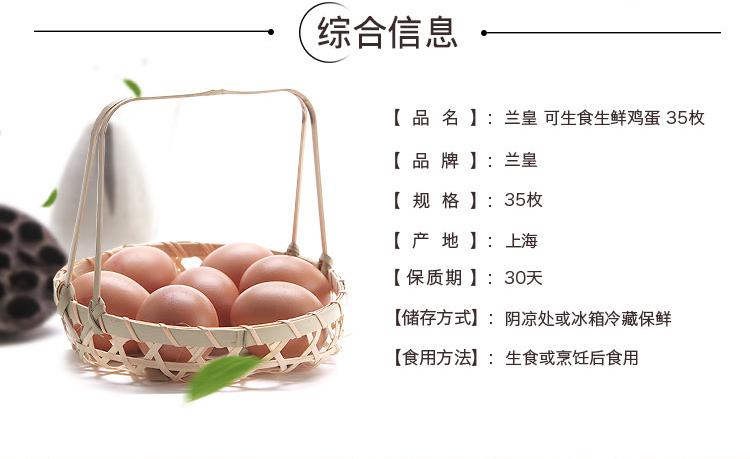 综合信息
【 品 名 】： 兰皇 可生食生鲜鸡蛋 35枚
【 品 牌 】： 兰皇
【 规 格 】： 35枚
【 产 地 】： 上海
【 保质期 】： 30天
【储存方式】： 阴凉处或冰箱冷藏保鲜
【食用方法】： 生食或烹饪后食用